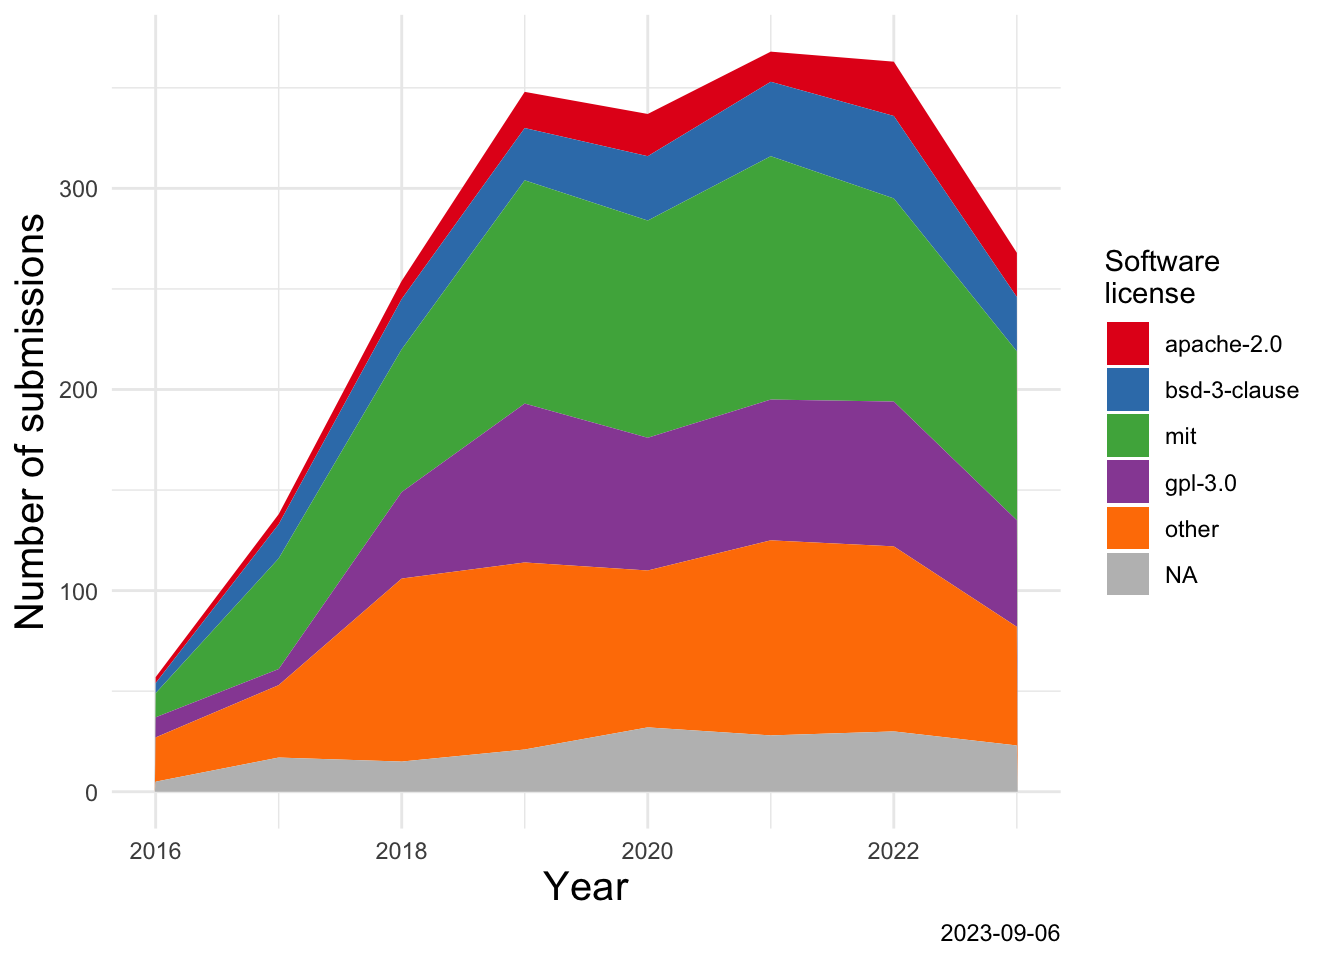 Number of submissions
300
200
100
0
2016
2018
2020
2022
Year
2023-09-06
Software
license
apache-2.0
bsd-3-clause
mit
gpl-3.0
other
NA